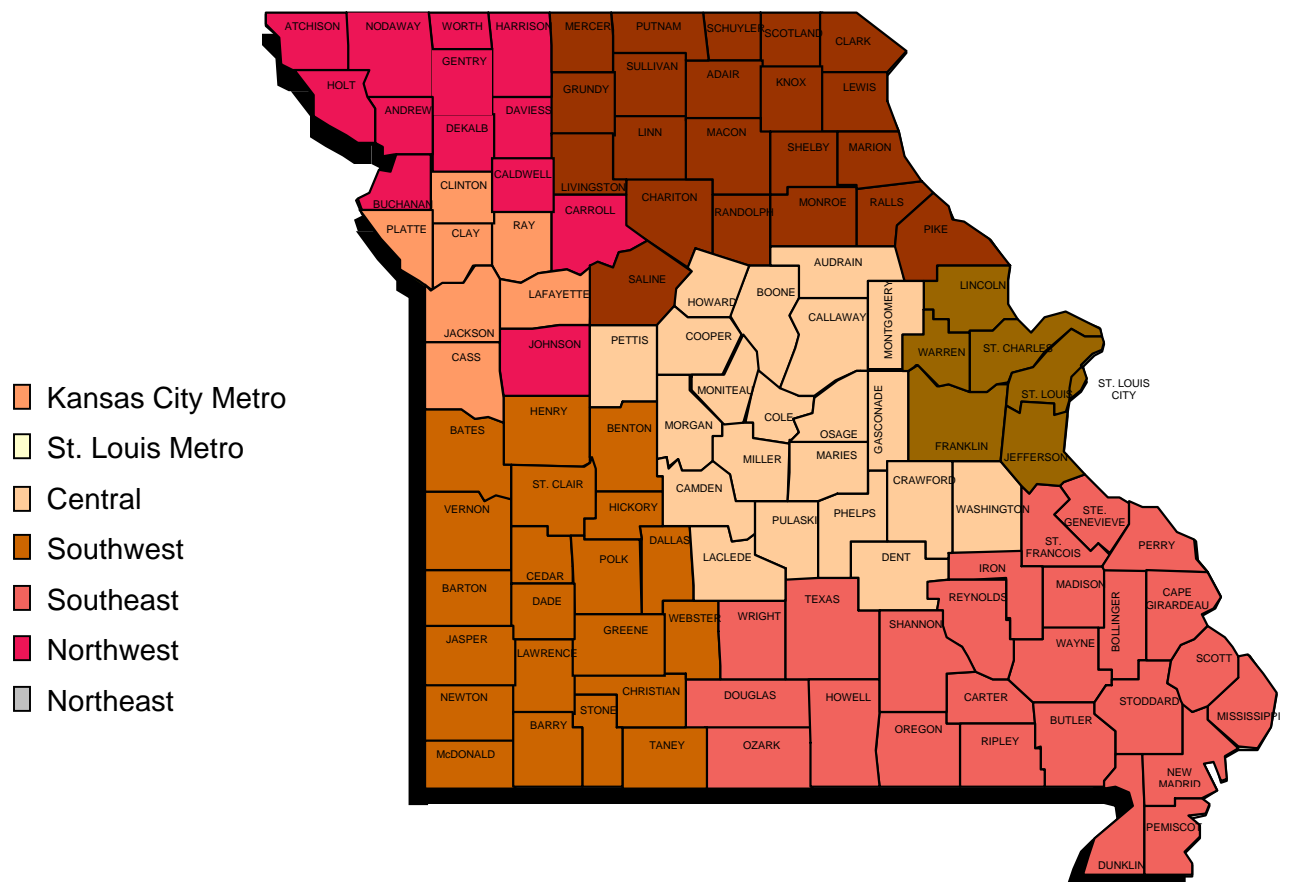 ATCHISON
NODAWAY
WORTH
HARRISON
MERCER
PUTNAM
SCHUYLER
SCOTLAND
CLARK
GENTRY
SULLIVAN
ADAIR
KNOX
LEWIS
HOLT
GRUNDY
ANDREW
DAVIESS
DEKALB
LINN
MACON
SHELBY
MARION
CALDWELL
CLINTON
LIVINGSTON
CHARITON
BUCHANAN
CARROLL
RANDOLPH
MONROE
RALLS
PLATTE
CLAY
RAY
PIKE
AUDRAIN
SALINE
LINCOLN
LAFAYETTE
HOWARD
BOONE
CALLAWAY
MONTGOMERY
JACKSON
JOHNSON
PETTIS
COOPER
WARREN
ST. CHARLES
CASS
MONITEAU
ST. LOUIS
ST. LOUIS
CITY
Kansas City Metro
HENRY
BATES
BENTON
MORGAN
COLE
OSAGE
GASCONADE
FRANKLIN
JEFFERSON
St. Louis Metro
MILLER
MARIES
ST. CLAIR
CAMDEN
CRAWFORD
WASHINGTON
Central
VERNON
HICKORY
PULASKI
PHELPS
STE.
GENEVIEVE
ST.
FRANCOIS
PERRY
Southwest
DALLAS
LACLEDE
DENT
POLK
CEDAR
IRON
BARTON
MADISON
CAPE
GIRARDEAU
Southeast
DADE
WEBSTER
WRIGHT
TEXAS
REYNOLDS
BOLLINGER
SHANNON
GREENE
JASPER
LAWRENCE
WAYNE
SCOTT
Northwest
NEWTON
CHRISTIAN
DOUGLAS
HOWELL
CARTER
STODDARD
Northeast
STONE
BARRY
OREGON
BUTLER
MISSISSIPPI
McDONALD
TANEY
OZARK
RIPLEY
NEW
MADRID
PEMISCOT
DUNKLIN